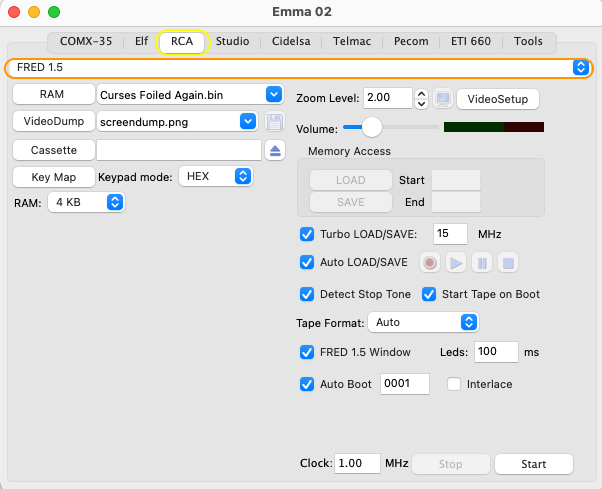 Emma 02
COMX-35 Elf RCA Studio Cidelsa Telmac Pecom ETI 660 Tools
FRED 1.5
RAM Curses Foiled Again.bin
VideoDump screendump.png
Cassette
Key Map Keypad mode: HEX
RAM: 4 KB
Zoom Level: 2.00 VideoSetup
Volume:
Memory Access
LOAD Start
SAVE End
Turbo LOAD/SAVE: 15 MHz
Auto LOAD/SAVE
Detect Stop Tone Start Tape on Boot
Tape Format: Auto
FRED 1.5 Window Leds: 100 ms
Auto Boot 0001 Interlace
Clock: 1.00 MHz Stop Start